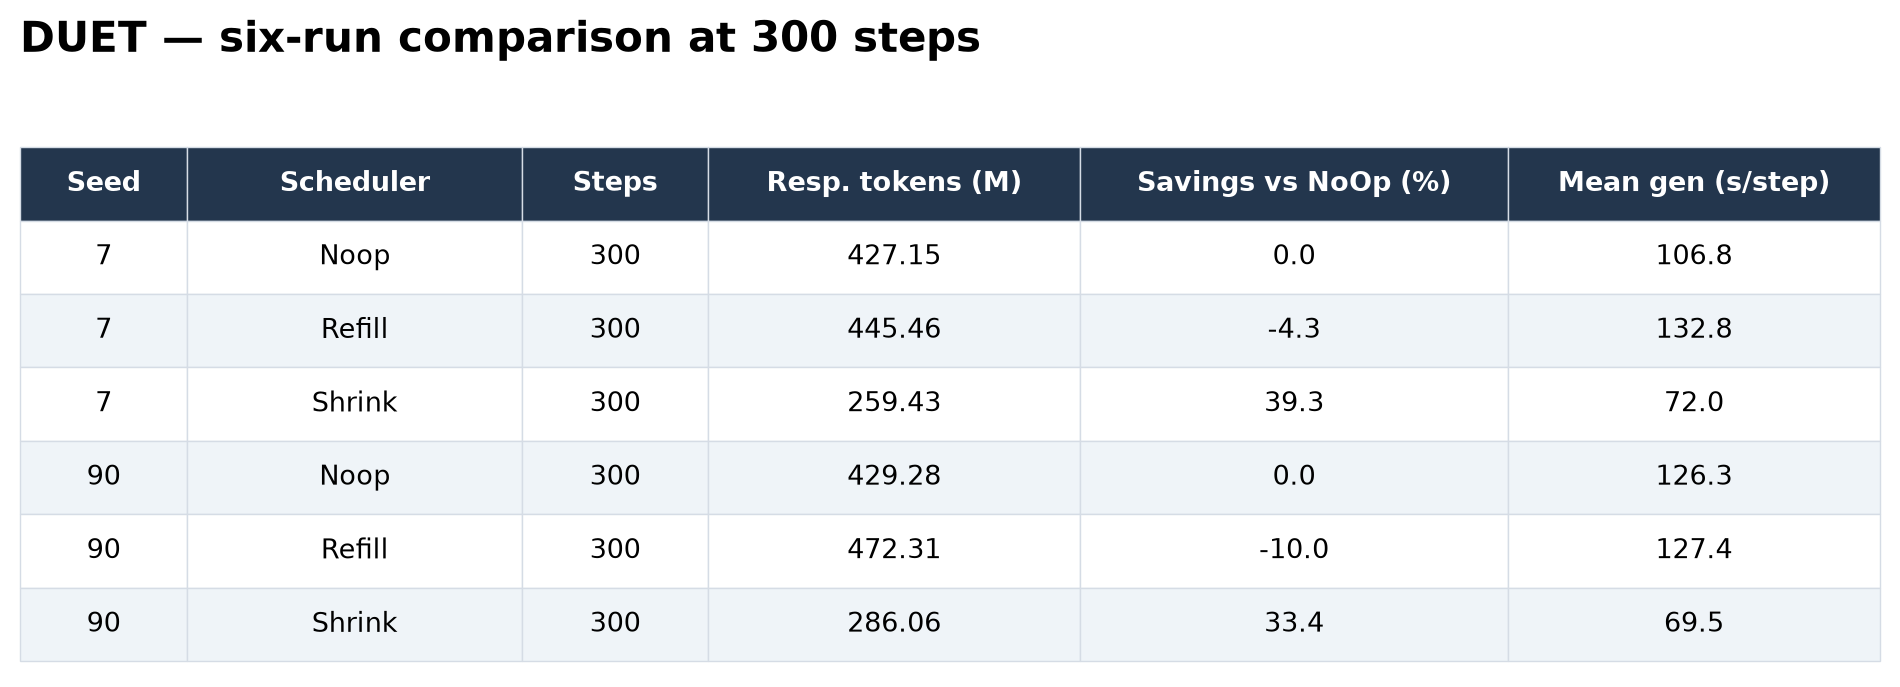 DUET — six-run comparison at 300 steps
Seed Scheduler Steps Resp. tokens (M) Savings vs NoOp (%) Mean gen (s/step)
7 Noop 300 427.15 0.0 106.8
7 Refill 300 445.46 -4.3 132.8
7 Shrink 300 259.43 39.3 72.0
90 Noop 300 429.28 0.0 126.3
90 Refill 300 472.31 -10.0 127.4
90 Shrink 300 286.06 33.4 69.5